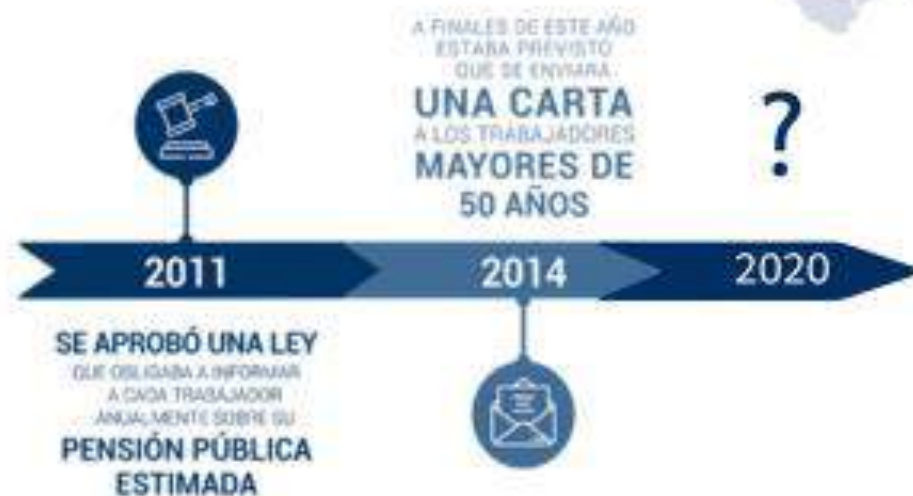 2011
SE APROBÓ UNA LEY
QUE OBLIGABA A INFORMAR
A CADA TRABAJADOR
ANUALMENTE SOBRE SU
PENSIÓN PÚBLICA
ESTIMADA
A FINALES DE ESTE AÑO
ESTABA PREVISTO
QUE SE ENVIARA
UNA CARTA
A LOS TRABAJADORES
MAYORES DE
50 AÑOS
2014
?
2020